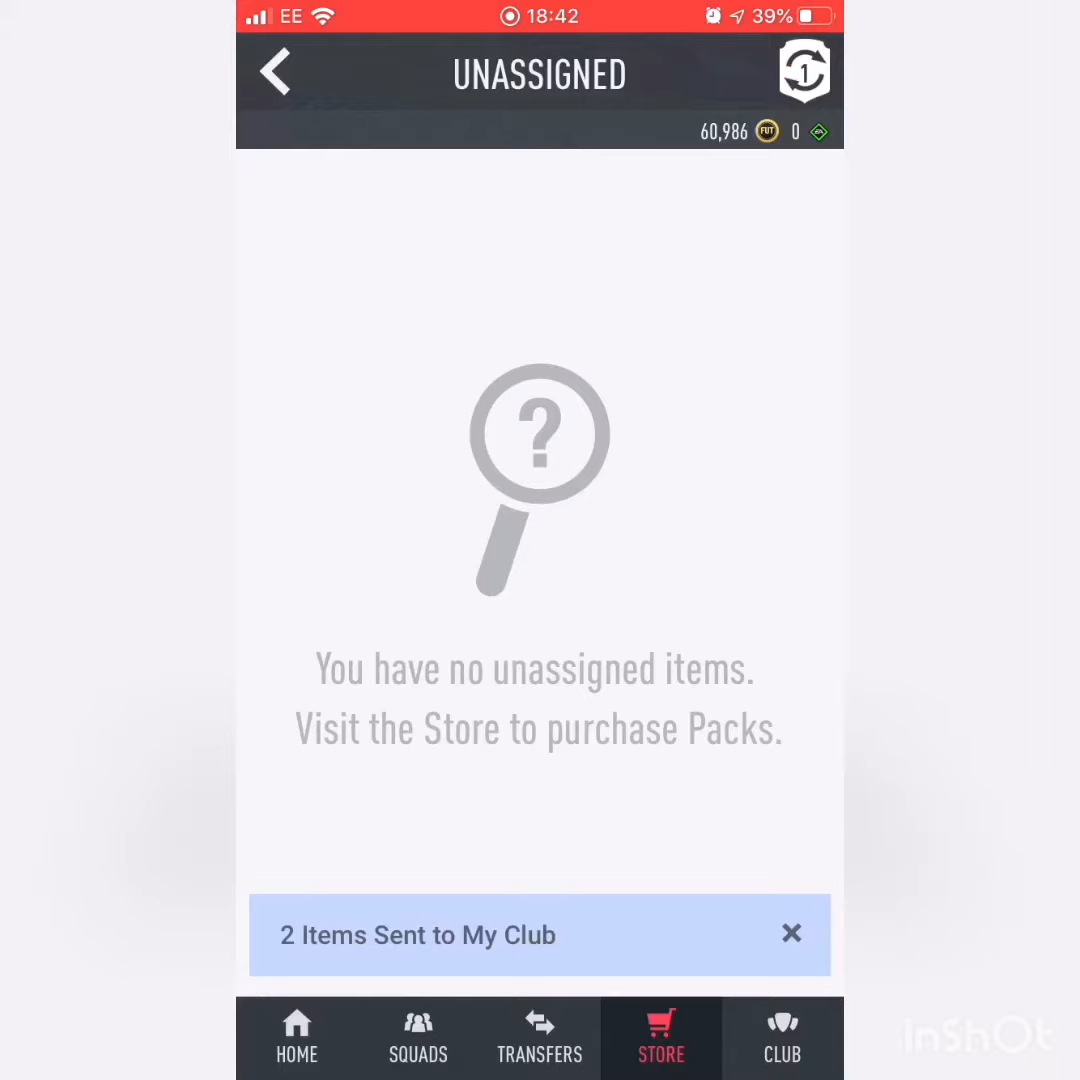 EE 18:42 39%
UNASSIGNED
1
60,986 FUT 0
?
You have no unassigned items.
Visit the Store to purchase Packs.
2 Items Sent to My Club
HOME SQUADS TRANSFERS STORE CLUB
InShOt